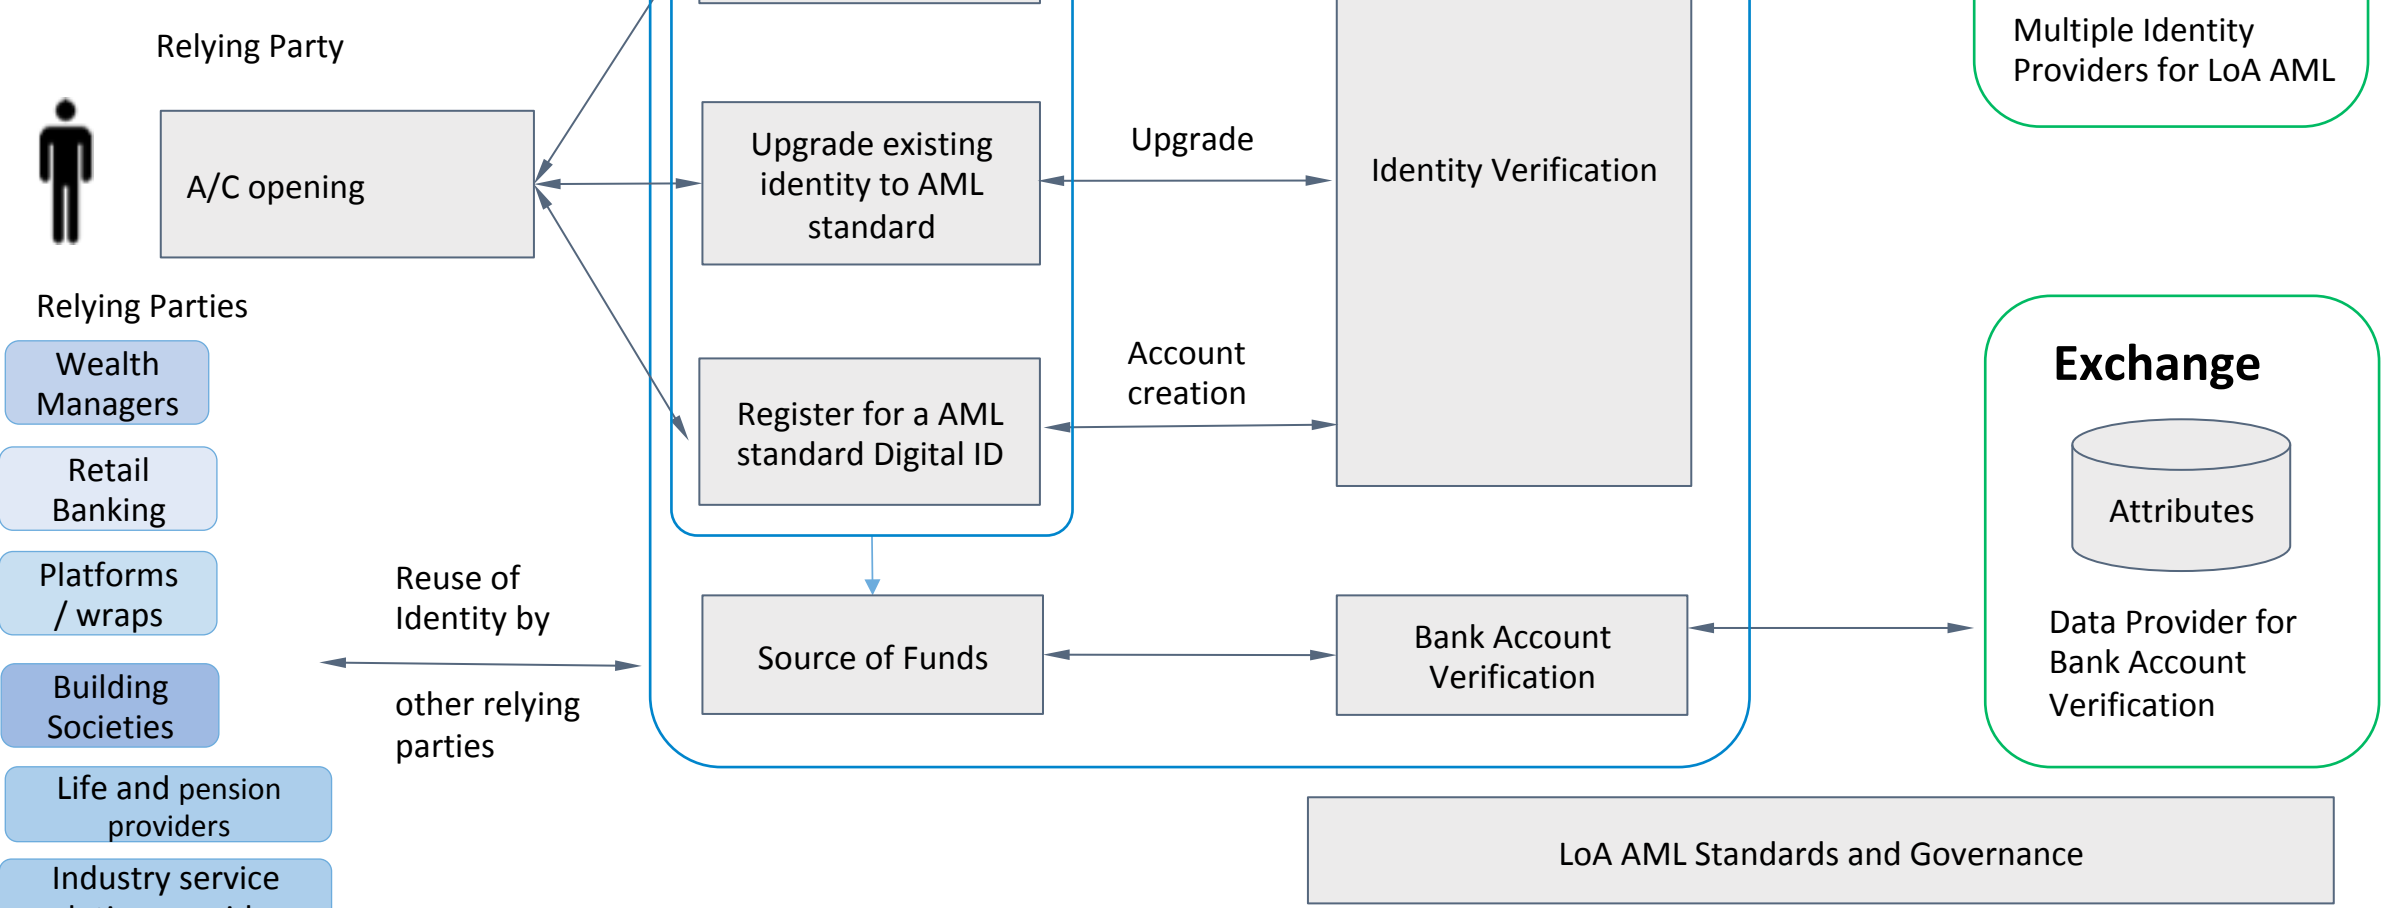 Relying Party
A/C opening
Relying Parties
Wealth
Managers
Retail
Banking
Platforms
/ wraps
Building
Societies
Life and pension
providers
Industry service
Reuse of
Identity by
other relying
parties
Upgrade existing
identity to AML
standard
Register for a AML
standard Digital ID
Source of Funds
Upgrade
Account
creation
Identity Verification
Bank Account
Verification
Multiple Identity
Providers for LoA AML
Exchange
Attributes
Data Provider for
Bank Account
Verification
LoA AML Standards and Governance